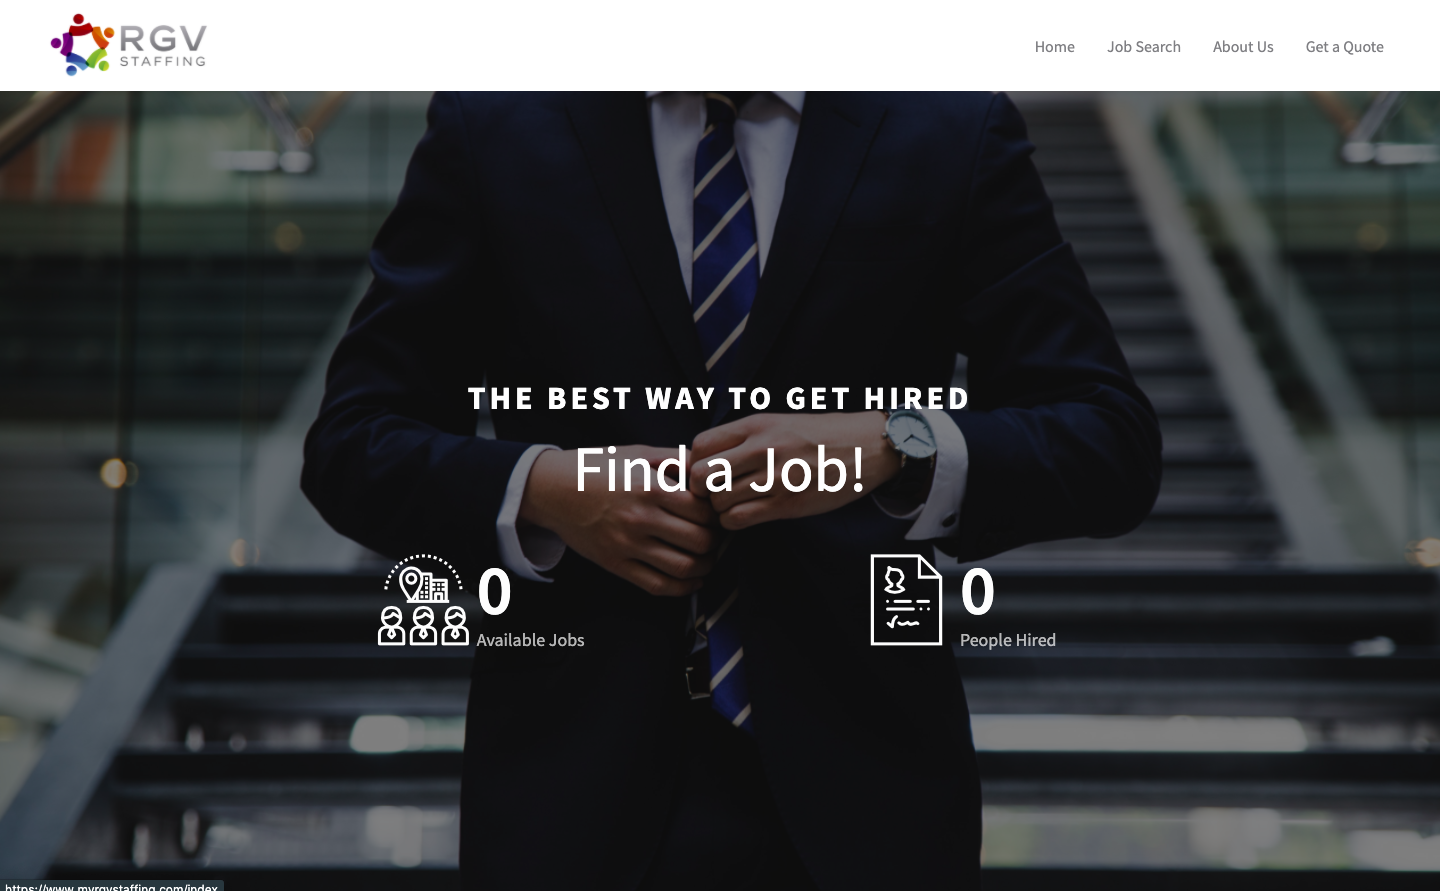 RGV
STAFFING
Home
Job Search
About Us
Get a Quote
THE BEST WAY TO GET HIRED
Find a Job!
0
Available Jobs
0
People Hired
https://www.myrgvstaffing.com/index